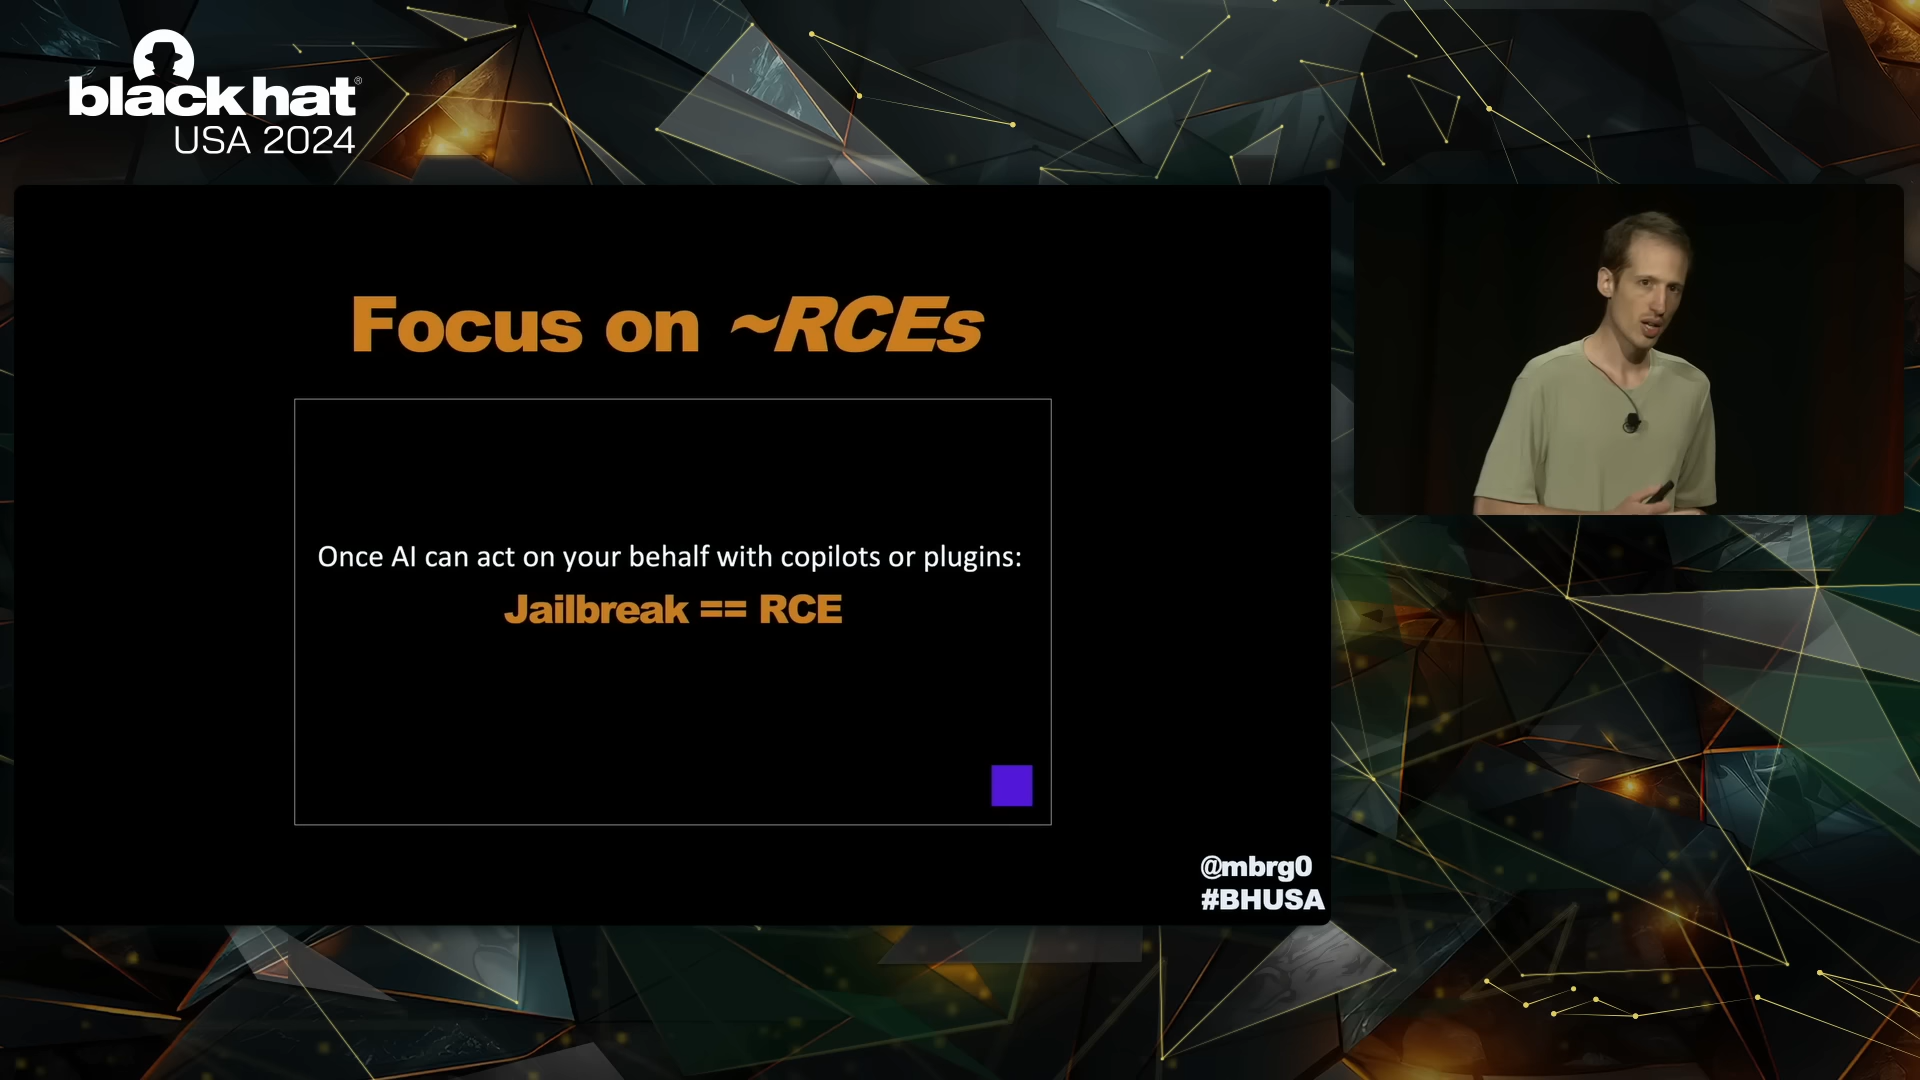 black hat®
USA 2024
Focus on ~RCEs
Once AI can act on your behalf with copilots or plugins:
Jailbreak == RCE
@mbrg0
#BHUSA